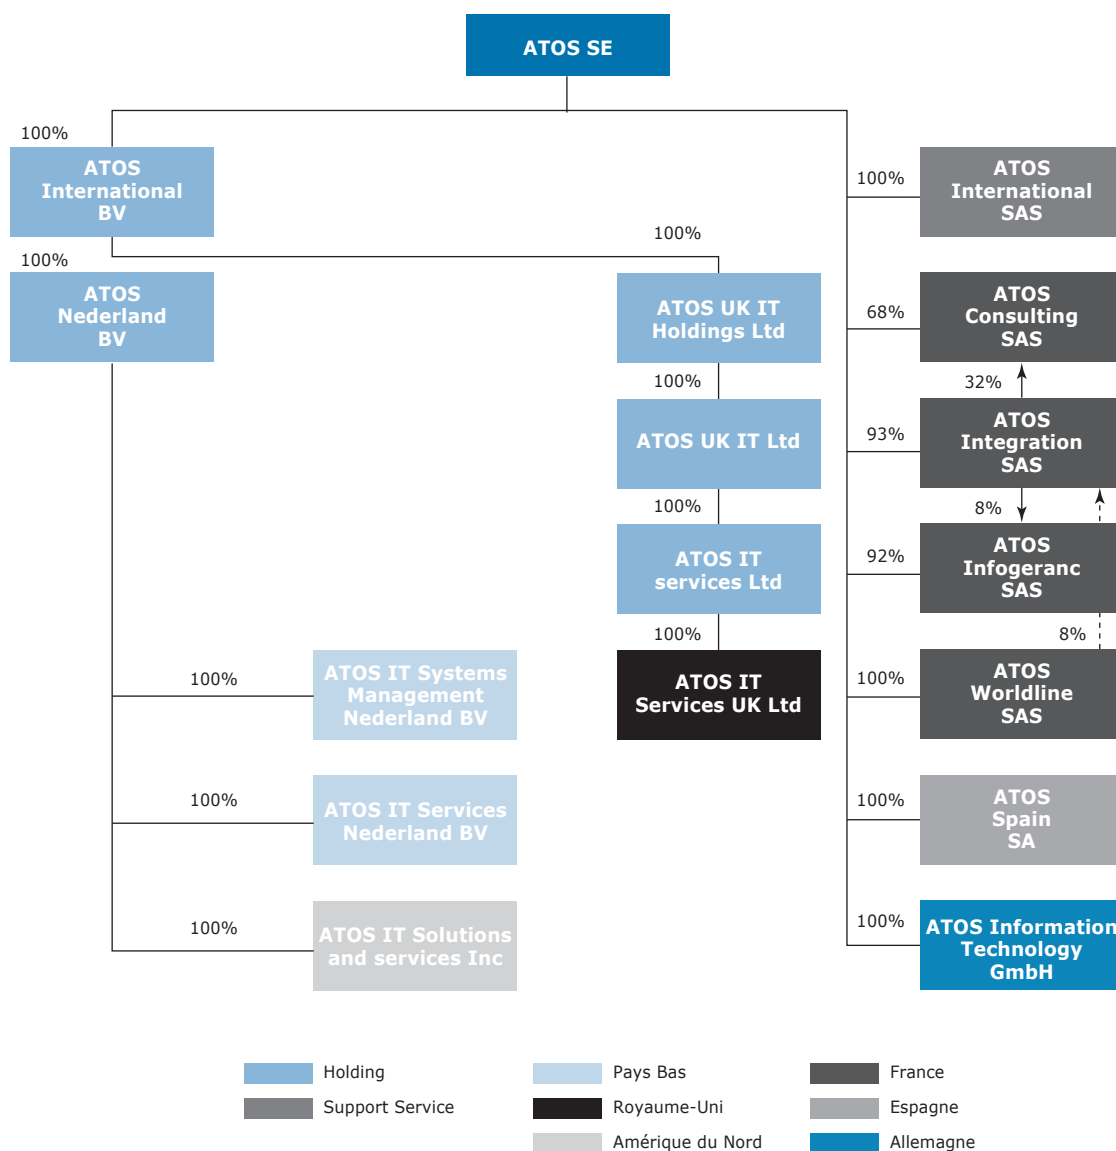 ATOS SE
100%
ATOS
International
BV
100%
ATOS
Nederland
BV
100%
ATOS UK IT
Holdings Ltd
100%
ATOS UK IT Ltd
100%
ATOS IT
services Ltd
100%
ATOS IT
Services UK Ltd
100%
ATOS IT Systems
Management
Nederland BV
100%
ATOS IT Services
Nederland BV
100%
ATOS IT Solutions
and services Inc
100%
ATOS
International
SAS
68%
ATOS
Consulting
SAS
32%
93%
ATOS
Integration
SAS
8%
92%
ATOS
Infogeranc
SAS
8%
100%
ATOS
Worldline
SAS
100%
ATOS
Spain
SA
100%
ATOS Information
Technology
GmbH
Holding
Support Service
Pays Bas
Royaume-Uni
Amérique du Nord
France
Espagne
Allemagne